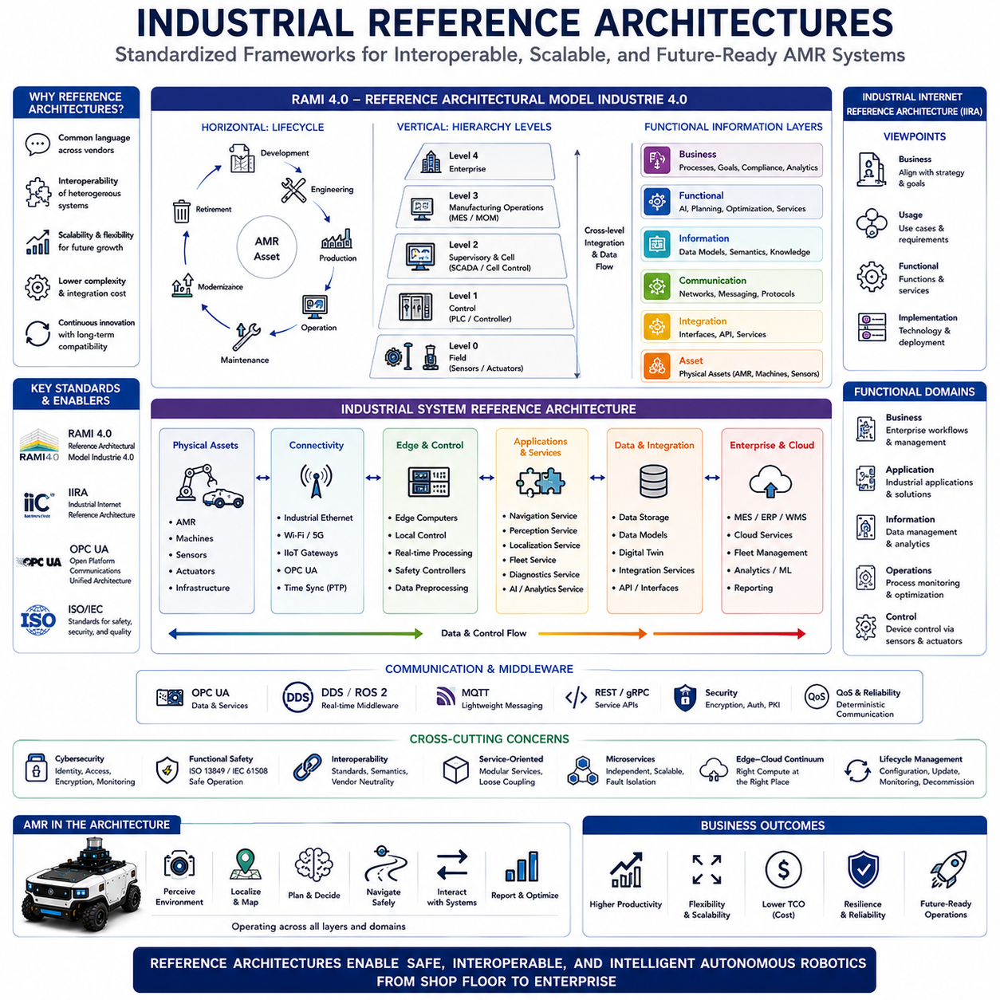 INDUSTRIAL REFERENCE ARCHITECTURES
Standardized Frameworks for Interoperable, Scalable, and Future-Ready AMR Systems
WHY REFERENCE
ARCHITECTURES?
Common language
across vendors
Interoperability
of hetergoreous
systems
Scalability & flexibility
for future growth
Lower complexity
& integration cost
Continuous innovation
with long-term
compatibility
RAMI 4.0 – REFERENCE ARCHITECTURAL MODEL INDUSTRIE 4.0
HORIZONTAL: LIFECYCLE
Development
Engineering
Production
Operation
Maintenance
Modernizance
Retirement
AMR
Asset
VERTICAL: HIERARCHY LEVELS
Level 4
Enterprise
Level 3
Manufacturing Operations
(MES / MOM)
Level 2
Supervisory & Cell
(SCADA / Cell Control)
Level 1
Control
(PLC / Controller)
Level 0
Field
(Sensors / Actuators)
Cross-level
Integration
& Data
Flow
FUNCTIONAL INFORMATION LAYERS
Business
Processes, Goals, Compliance, Analytics
Functional
AI, Planning, Optimization, Services
Information
Data Models, Semantics, Knowledge
Communication
Networks, Messaging, Protocols
Integration
Interfaces, API, Services
Asset
Physical Assets (AMR, Machines, Sensors)
INDUSTRIAL INTERNET
REFERENCE ARCHITECTURE (IIRA)
VIEWPOINTS
Business
Align with strategy
& goals
Usage
Use cases &
requirements
Functional
Functions &
services
Implementation
Technology &
deployment
KEY STANDARDS
& ENABLERS
RAMI4.0
RAMI 4.0
Reference Architectural
Model Industrie 4.0
iiC
IIRA
Industrial Internet
Reference Architecture
OPC UA
OPC UA
Open Platform
Communications
Unified Architecture
ISO
ISO/IEC
Standards for safety,
security, and quality
INDUSTRIAL SYSTEM REFERENCE ARCHITECTURE
Physical Assets
• AMR
• Machines
• Sensors
• Actuators
• Infrastructure
Connectivity
• Industrial Ethernet
• Wi-Fi / 5G
• IIoT Gateways
• OPC UA
• Time Sync (PTP)
Edge & Control
• Edge Computers
• Local Control
• Real-time Processing
• Safety Controllers
• Data Preprocessing
Applications
& Services
• Navigation Service
• Perception Service
• Localization Service
• Fleet Service
• Diagnostics Service
• AI / Analytics Service
Data & Integration
• Data Storage
• Data Models
• Digital Twin
• Integration Services
• API / Interfaces
Enterprise & Cloud
• MES / ERP / WMS
• Cloud Services
• Fleet Management
• Analytics / ML
• Reporting
Data & Control Flow
FUNCTIONAL DOMAINS
Business
Enterprise workflows
& management
Application
Industrial applications
& solutions
Information
Data management
& analytics
Operations
Process monitoring
& optimization
Control
Device control via
sensors & actuators
COMMUNICATION & MIDDLEWARE
OPC UA
Data & Services
DDS
DDS / ROS 2
Real-time Middleware
MQTT
Lightweight Messaging
</>
REST / gRPC
Service APIs
Security
Encryption, Auth, PKI
QoS
QoS & Reliability
Deterministic
Communication
CROSS-CUTTING CONCERNS
Cybersecurity
Identity, Access,
Encryption, Monitoring
Functional Safety
ISO 13849 / IEC 61508
Safe Operation
Interoperability
Standards, Semantics,
Vendor Neutrality
Service-Oriented
Modular Services,
Loose Coupling
Microservices
Independent, Scalable,
Fault Isolation
Edge–Cloud Continuum
Right Compute at
the Right Place
Lifecycle Management
Configuration, Update,
Monitoring, Decommission
AMR IN THE ARCHITECTURE
Perceive
Environment
Localize
& Map
Plan & Decide
Navigate
Safely
Interact
with Systems
Report & Optimize
Operating across all layers and domains
BUSINESS OUTCOMES
Higher Productivity
Flexibility
& Scalability
$
Lower TCO
(Cost)
Resilience
& Reliability
Future-Ready
Operations
REFERENCE ARCHITECTURES ENABLE SAFE, INTEROPERABLE, AND INTELLIGENT AUTONOMOUS ROBOTICS
FROM SHOP FLOOR TO ENTERPRISE